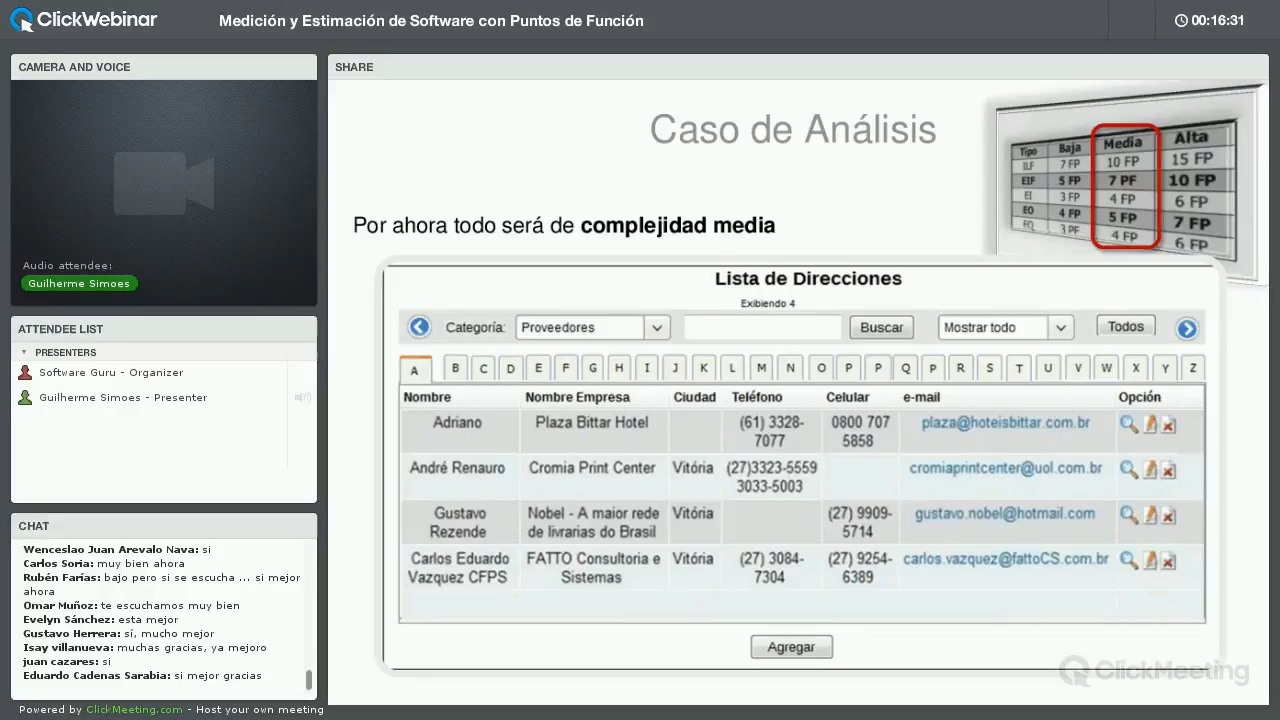 ClickWebinar
Medición y Estimación de Software con Puntos de Función
00:16:31
CAMERA AND VOICE
Audio attendee:
Guilherme Simoes
ATTENDEE LIST
PRESENTERS
Software Guru - Organizer
Guilherme Simoes - Presenter
CHAT
Wenceslao Juan Arevalo Nava: si
Carlos Soria: muy bien ahora
Rubén Farías: bajo pero si se escucha ... si mejor
ahora
Omar Muñoz: te escuchamos muy bien
Evelyn Sánchez: esta mejor
Gustavo Herrera: sí, mucho mejor
Isay villanueva: muchas gracias, ya mejoro
juan cazares: si
Eduardo Cadenas Sarabia: si mejor gracias
Powered by ClickMeeting.com - Host your own meeting
SHARE
Caso de Análisis
Tipo Baja Media Alta
ILF 7 FP 10 FP 15 FP
EIF 5 FP 7 PF 10 FP
EI 3 FP 4 FP 6 FP
EO 4 FP 5 FP 7 FP
EQ 3 PF 4 FP 6 FP
Por ahora todo será de complejidad media
Lista de Direcciones
Exibiendo 4
Categoría: Proveedores Buscar Mostrar todo Todos
A B C D E F G H I J K L M N O P P Q P R S T U V W X Y Z
Nombre Nombre Empresa Ciudad Teléfono Celular e-mail Opción
Adriano Plaza Bittar Hotel (61) 3328-7077 0800 707 5858 plaza@hoteisbittar.com.br
André Renauro Cromia Print Center Vitória (27)3323-5559 3033-5003 cromiaprintcenter@uol.com.br
Gustavo Rezende Nobel - A maior rede de livrarias do Brasil Vitória (27) 9909-5714 gustavo.nobel@hotmail.com
Carlos Eduardo Vazquez CFPS FATTO Consultoria e Sistemas Vitória (27) 3084-7304 (27) 9254-6389 carlos.vazquez@fattoCS.com.br
Agregar
ClickMeeting